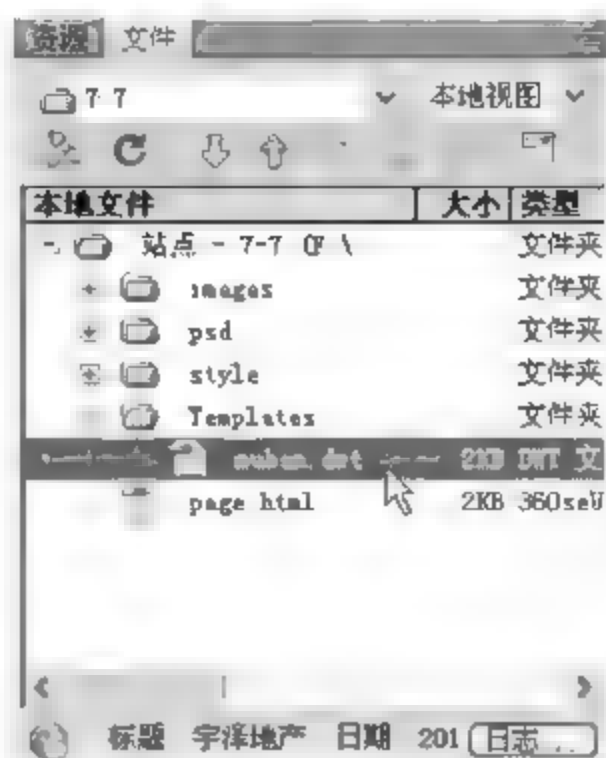 资源 文件
7-7 本地视图
本地文件 大小 类型
站点 - 7-7 (F \ 文件夹
images 文件夹
psd 文件夹
style 文件夹
Templates 文件夹
muban.dwt 2KB DWT 文
page html 2KB 360seU
标题 宇泽地产 日期 201 日志...